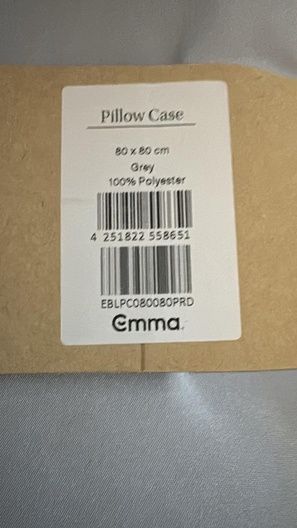 Pillow Case
80 x 80 cm
Grey
100% Polyester
4 251822 558651
EBLPC080080PRD
Emma